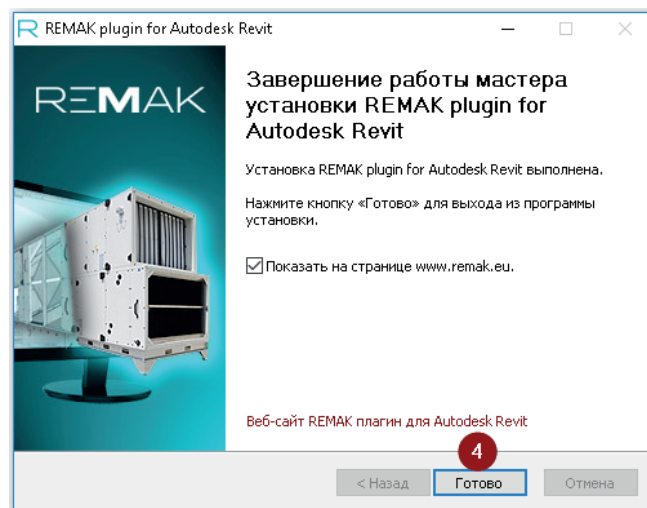 REMAK plugin for Autodesk Revit
REMAK
Завершение работы мастера
установки REMAK plugin for
Autodesk Revit
Установка REMAK plugin for Autodesk Revit выполнена.
Нажмите кнопку «Готово» для выхода из программы
установки.
Показать на странице www.remak.eu.
Веб-сайт REMAK плагин для Autodesk Revit
4
< Назад
Готово
Отмена